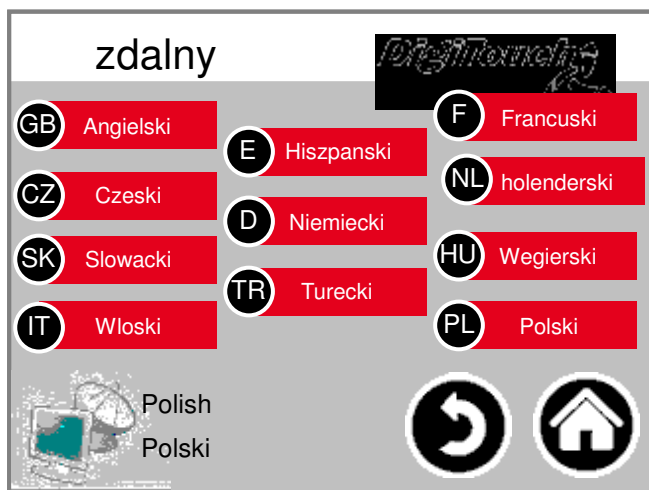 zdalny
DigiTouch
GB Angielski
CZ Czeski
SK Slowacki
IT Wloski
E Hiszpanski
D Niemiecki
TR Turecki
F Francuski
NL holenderski
HU Wegierski
PL Polski
Polish
Polski